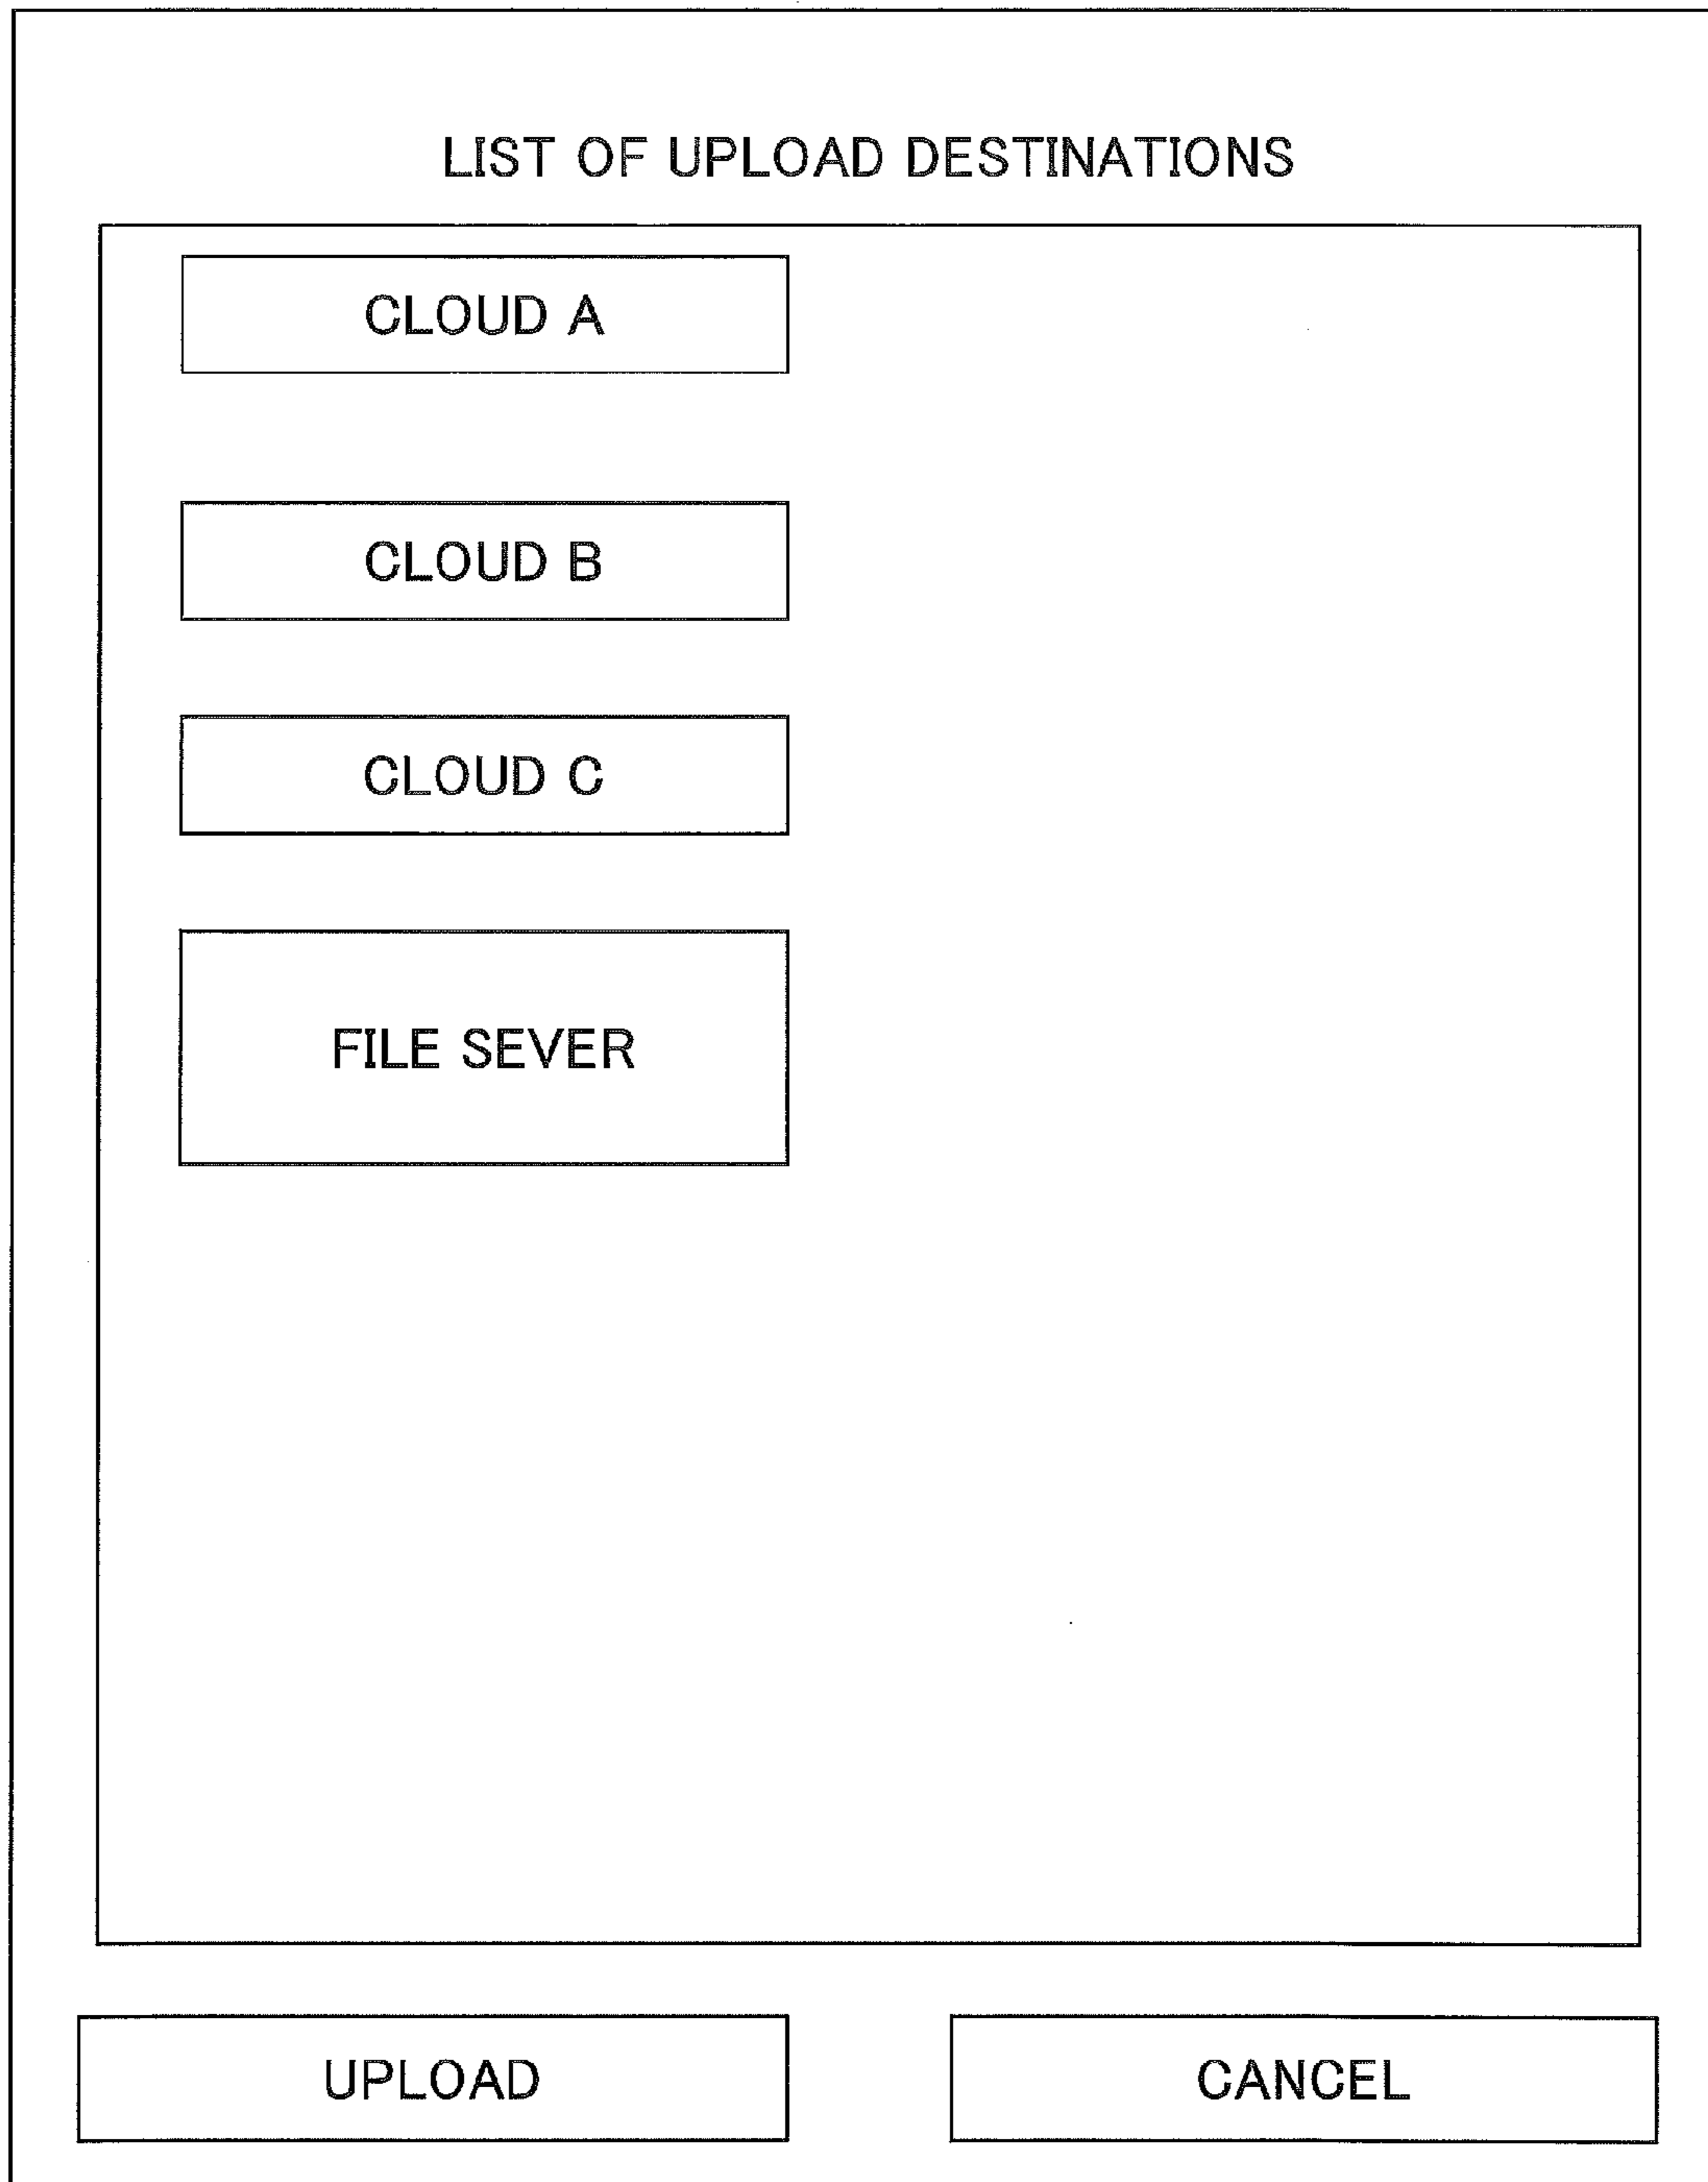 LIST OF UPLOAD DESTINATIONS
CLOUD A
CLOUD B
CLOUD C
FILE SEVER
UPLOAD
CANCEL